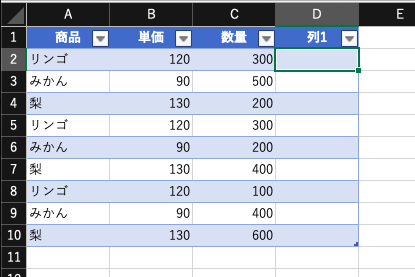 A B C D E
1 商品 単価 数量 列1
2 リンゴ 120 300
3 みかん 90 500
4 梨 130 200
5 リンゴ 120 300
6 みかん 90 200
7 梨 130 400
8 リンゴ 120 100
9 みかん 90 400
10 梨 130 600
11